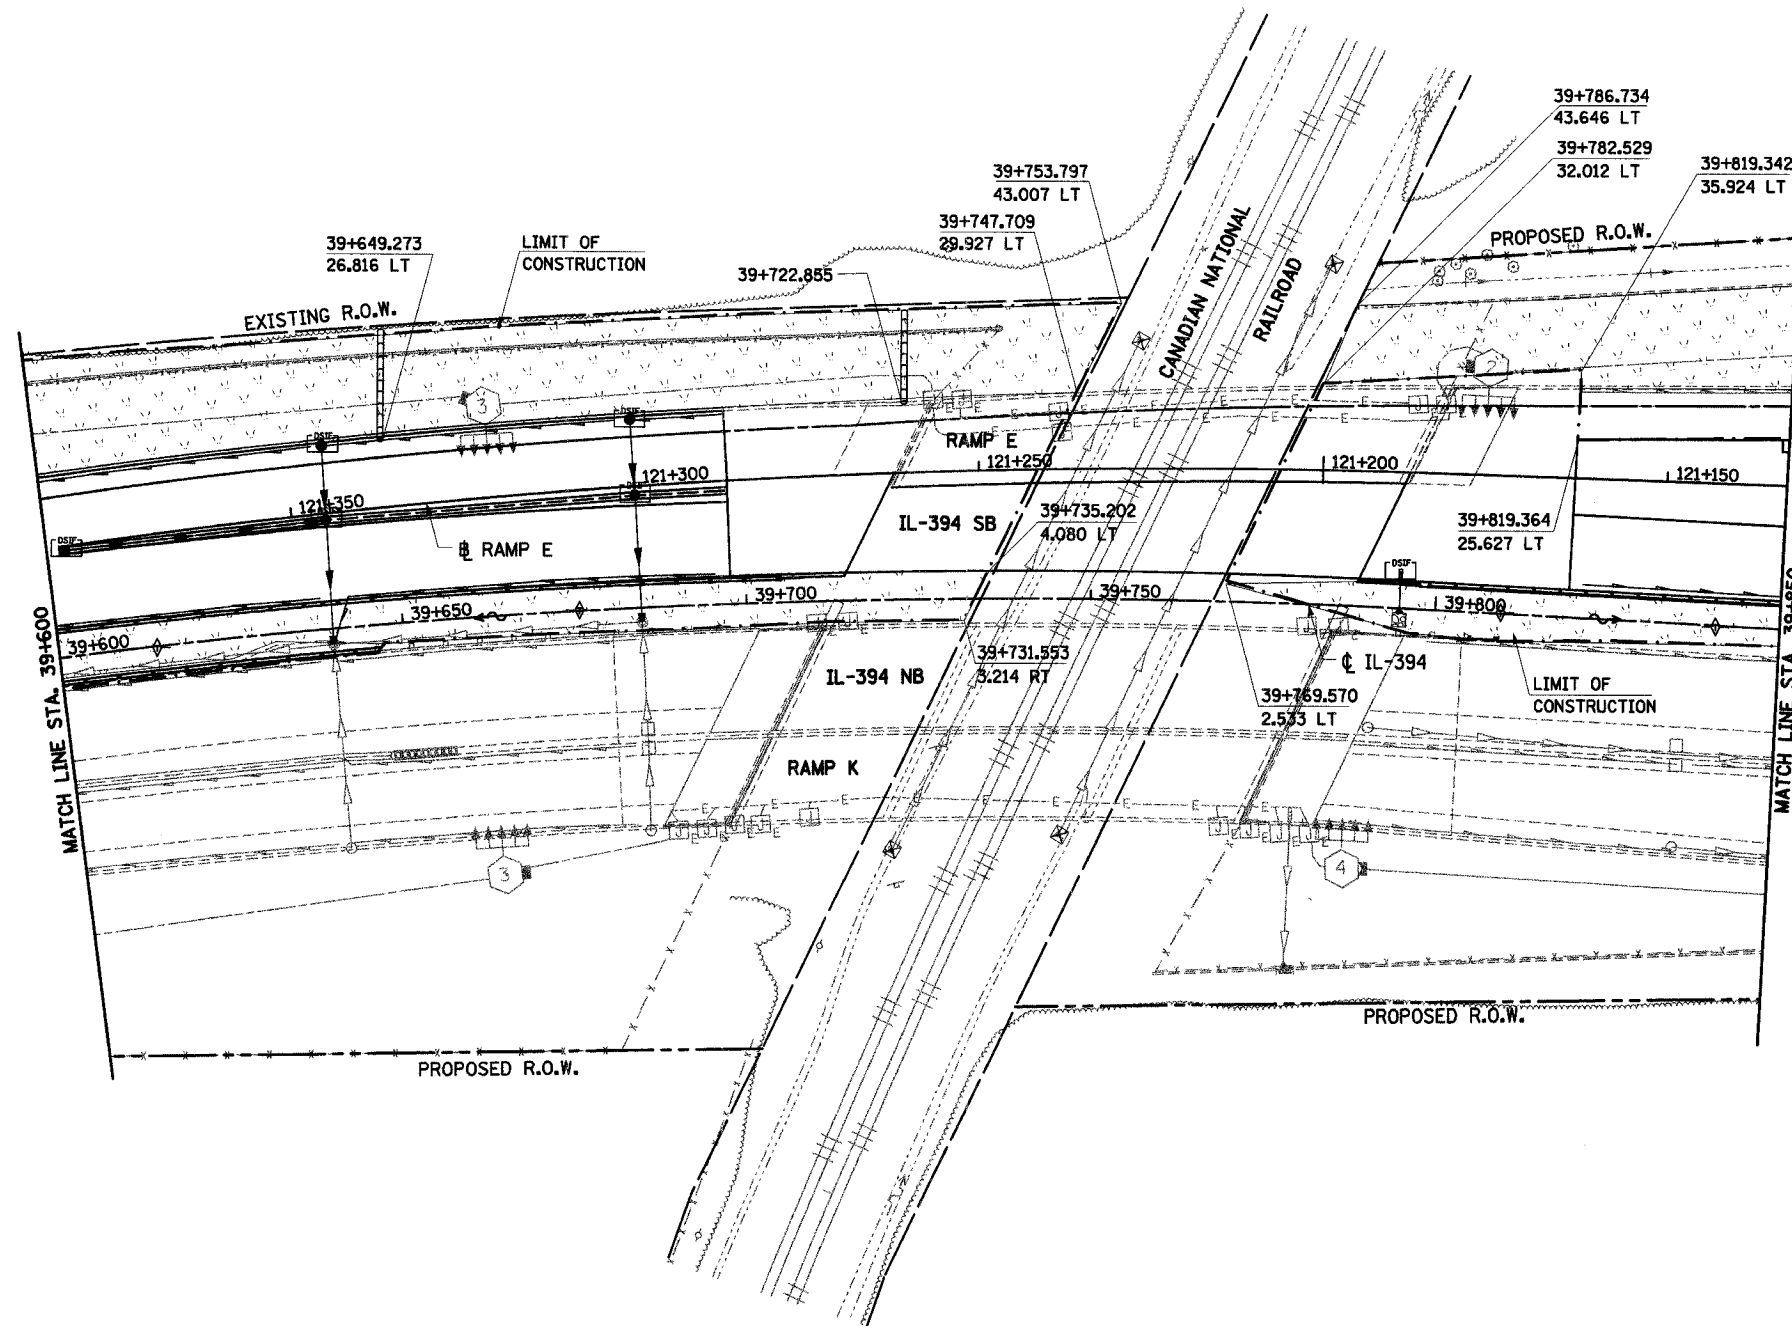 39+786.734
43.646 LT
39+782.529
32.012 LT
39+819.342
35.924 LT
39+753.797
43.007 LT
39+747.709
29.927 LT
39+649.273
26.816 LT
LIMIT OF
CONSTRUCTION
39+722.855
CANADIAN NATIONAL
RAILROAD
PROPOSED R.O.W.
EXISTING R.O.W.
2
3
DSIF
DSIF
RAMP E
121+350
121+300
121+250
121+200
121+150
IL-394 SB
39+735.202
4.080 LT
39+819.364
25.627 LT
DSIF
℄ RAMP E
DSIF
39+600
39+650
39+700
39+750
39+800
MATCH LINE STA. 39+600
MATCH LINE STA. 39+850
IL-394 NB
39+731.553
3.214 RT
℄ IL-394
39+769.570
2.533 LT
LIMIT OF
CONSTRUCTION
RAMP K
E E E E E E
J J J J J J J J J
3
4
PROPOSED R.O.W.
PROPOSED R.O.W.